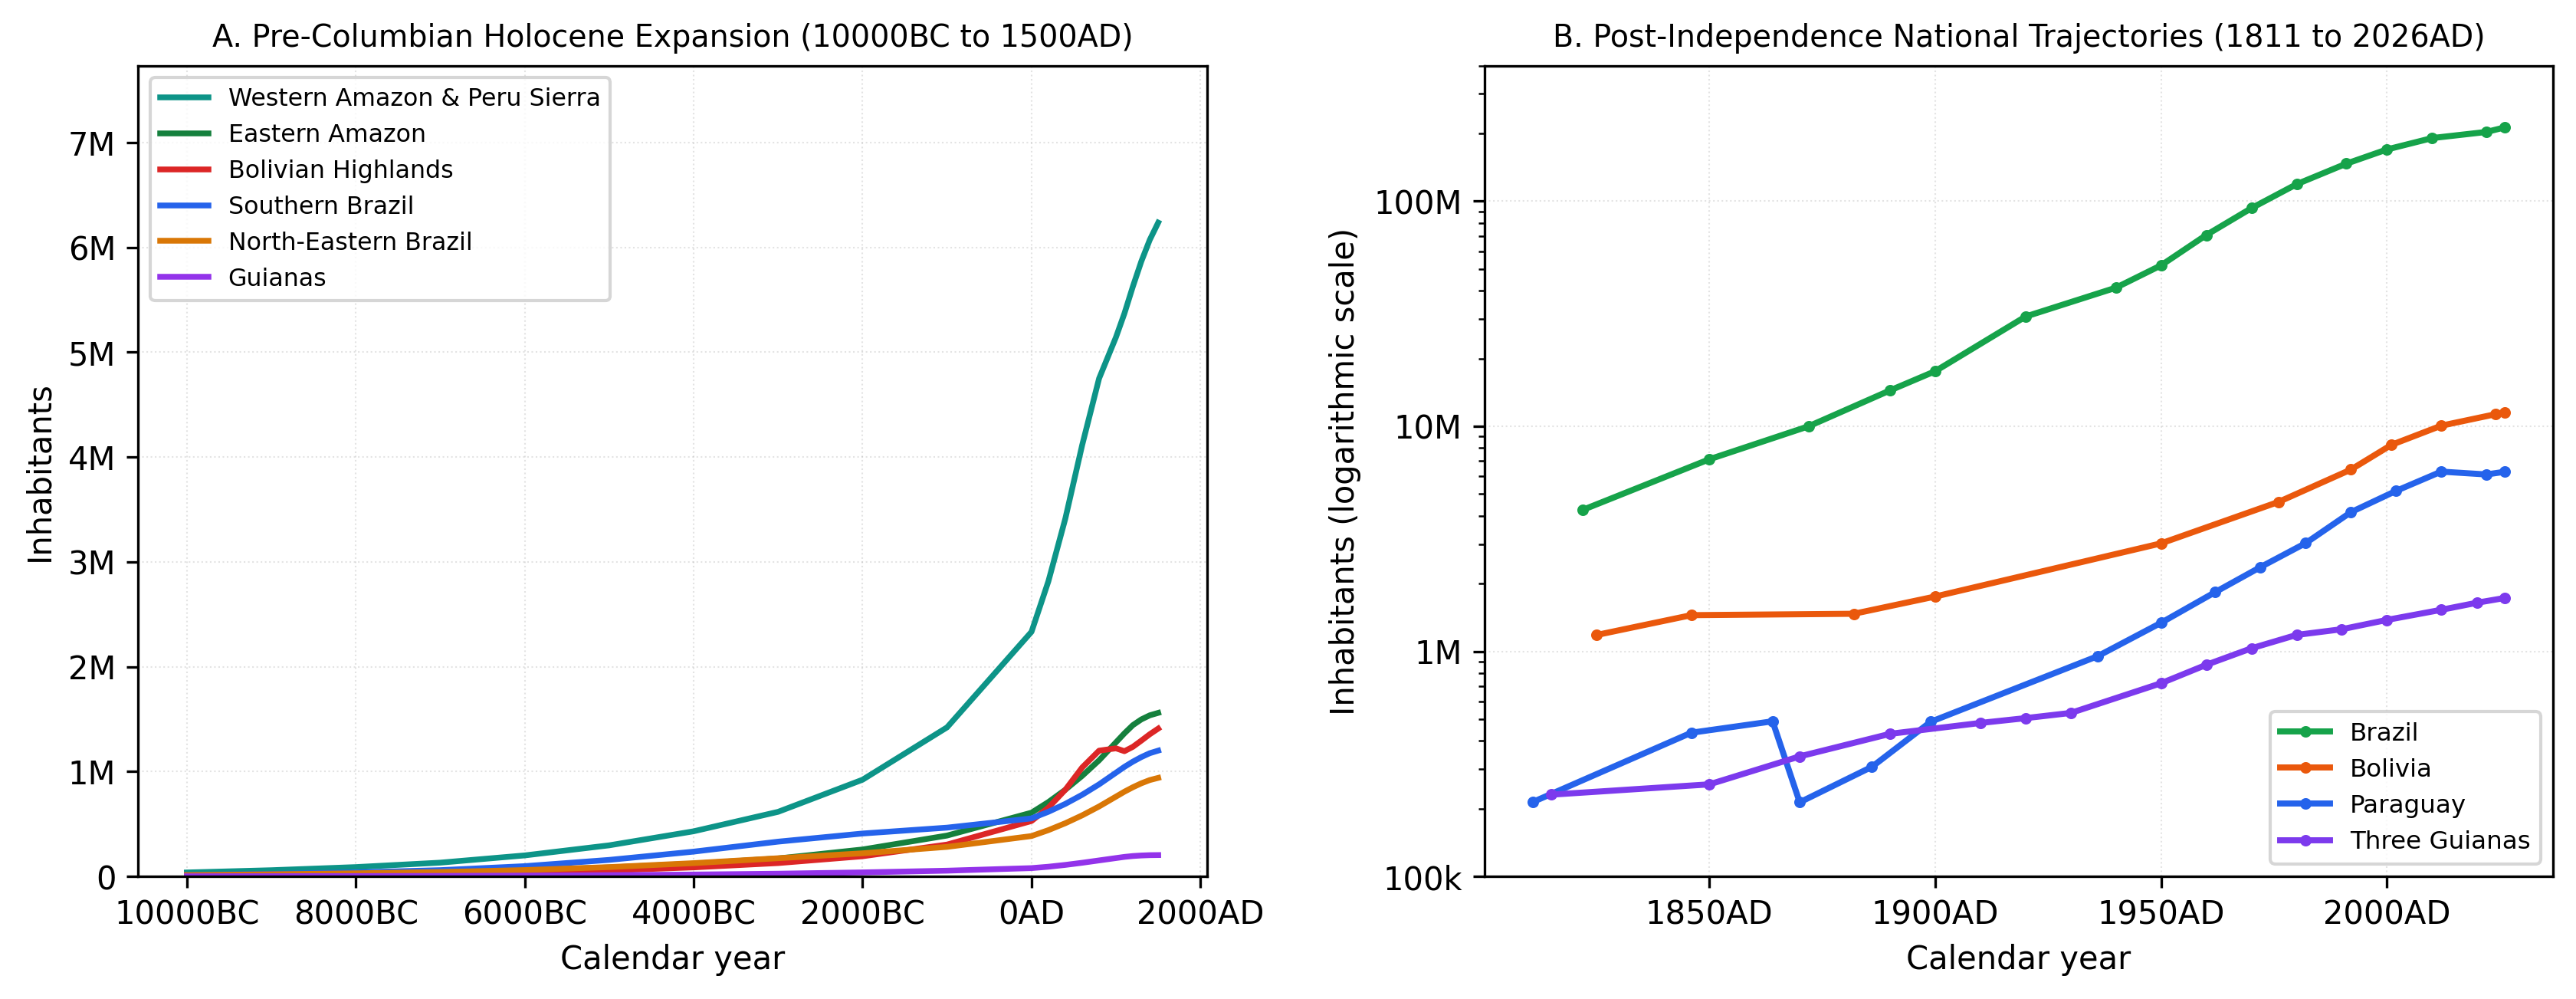 A. Pre-Columbian Holocene Expansion (10000BC to 1500AD)
Inhabitants
7M
6M
5M
4M
3M
2M
1M
0
Western Amazon & Peru Sierra
Eastern Amazon
Bolivian Highlands
Southern Brazil
North-Eastern Brazil
Guianas
10000BC 8000BC 6000BC 4000BC 2000BC 0AD 2000AD
Calendar year
B. Post-Independence National Trajectories (1811 to 2026AD)
Inhabitants (logarithmic scale)
100M
10M
1M
100k
Brazil
Bolivia
Paraguay
Three Guianas
1850AD 1900AD 1950AD 2000AD
Calendar year